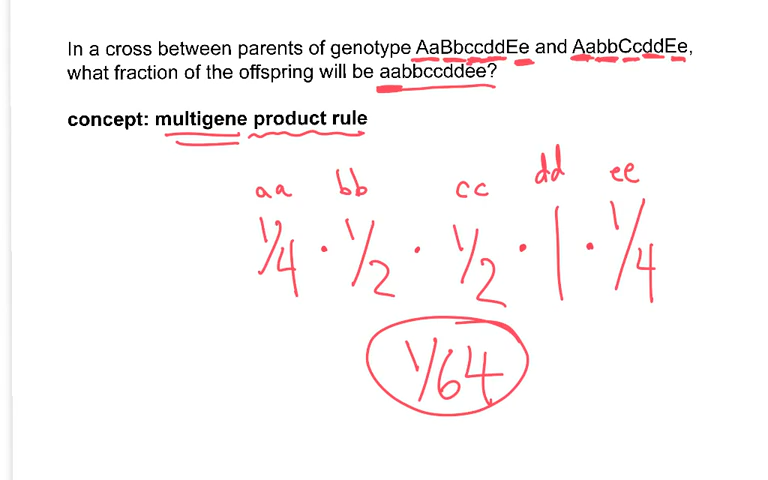 In a cross between parents of genotype AaBbccddEe and AabbCcddEe,
what fraction of the offspring will be aabbccddee?
concept: multigene product rule
aa bb cc dd ee
1/4 · 1/2 · 1/2 · 1 · 1/4
1/64